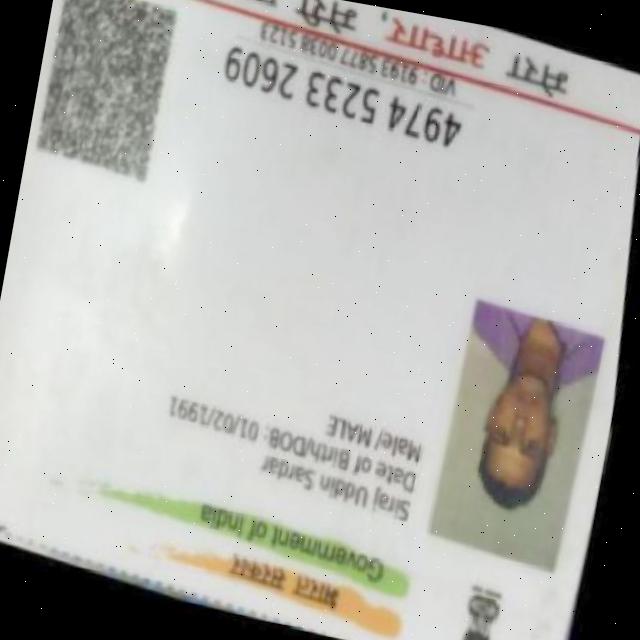 भारत सरकार
Government of India
Siraj Uddin Sardar
Date of Birth/DOB: 01/02/1991
Male/ MALE
4974 5233 2609
VID: 9193 5877 0038 5123
मेरा आधार, मेरी